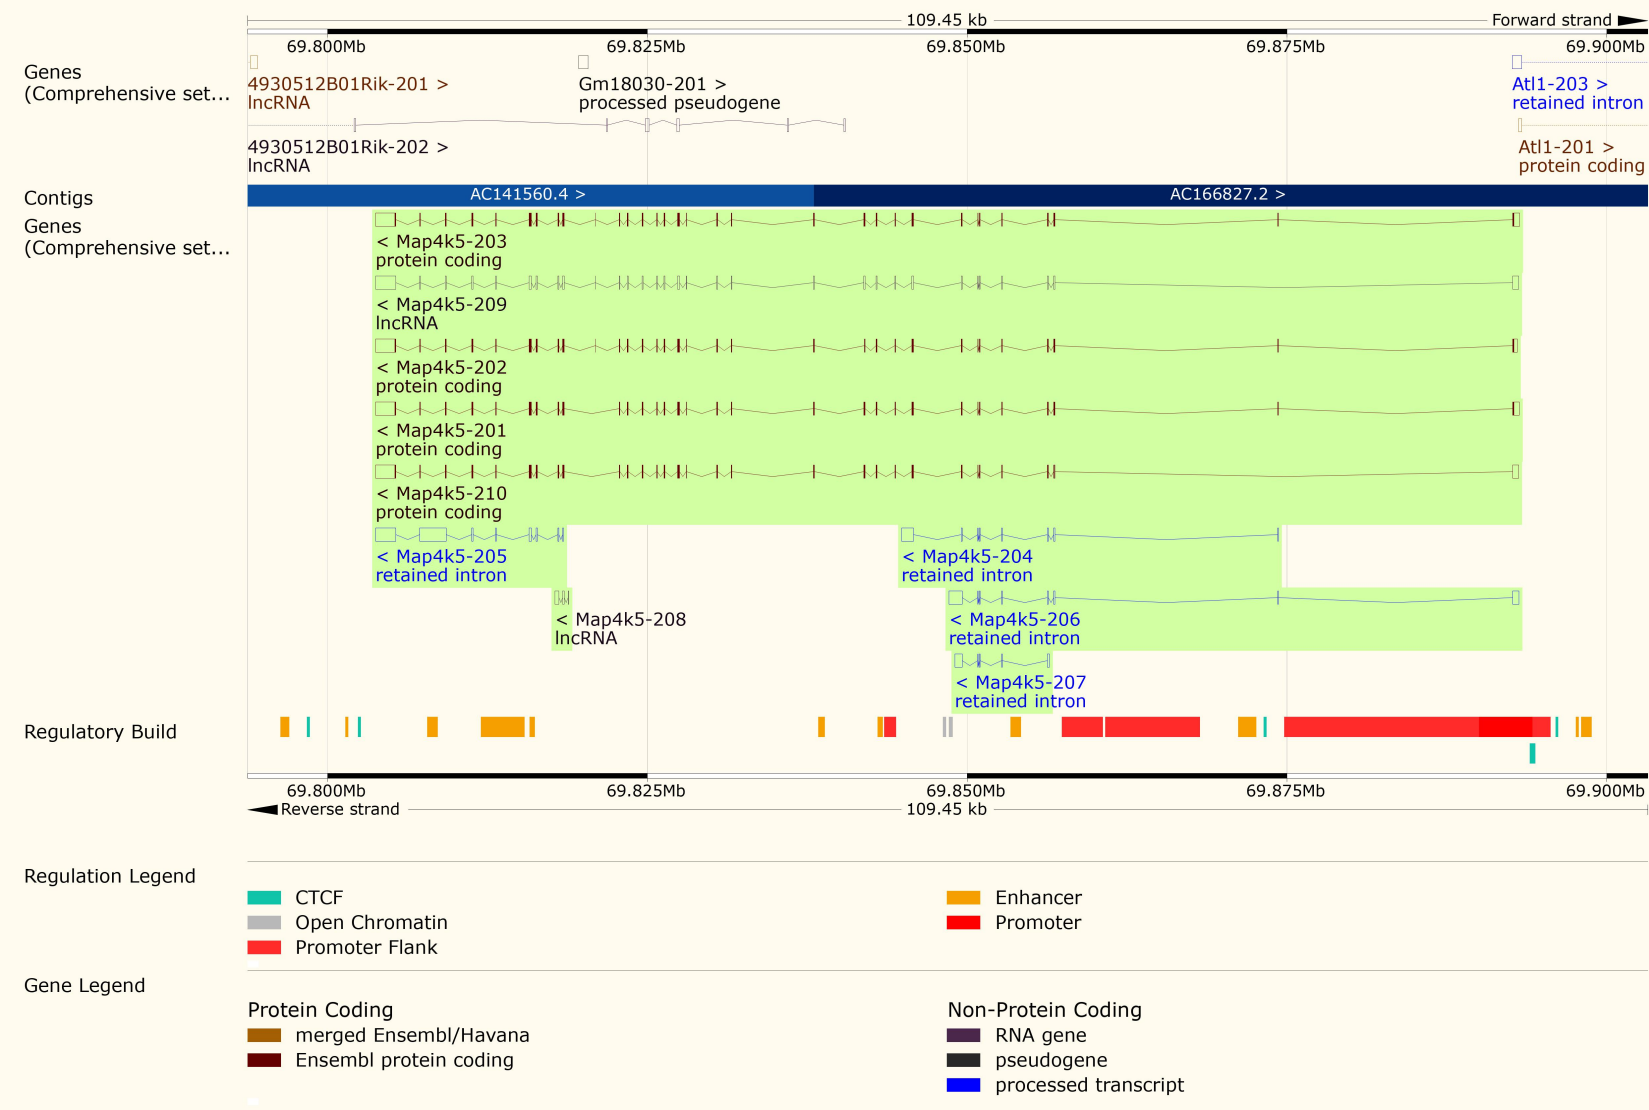 109.45 kb Forward strand
69.800Mb 69.825Mb 69.850Mb 69.875Mb 69.900Mb
Genes
(Comprehensive set...
4930512B01Rik-201 > Gm18030-201 > Atl1-203 >
lncRNA processed pseudogene retained intron
4930512B01Rik-202 > Atl1-201 >
lncRNA protein coding
Contigs AC141560.4 > AC166827.2 >
Genes
(Comprehensive set...
< Map4k5-203
protein coding
< Map4k5-209
lncRNA
< Map4k5-202
protein coding
< Map4k5-201
protein coding
< Map4k5-210
protein coding
< Map4k5-205 < Map4k5-204
retained intron retained intron
< Map4k5-208 < Map4k5-206
lncRNA retained intron
< Map4k5-207
retained intron
Regulatory Build
69.800Mb 69.825Mb 69.850Mb 69.875Mb 69.900Mb
Reverse strand 109.45 kb
Regulation Legend
CTCF Enhancer
Open Chromatin Promoter
Promoter Flank
Gene Legend
Protein Coding Non-Protein Coding
merged Ensembl/Havana RNA gene
Ensembl protein coding pseudogene
processed transcript